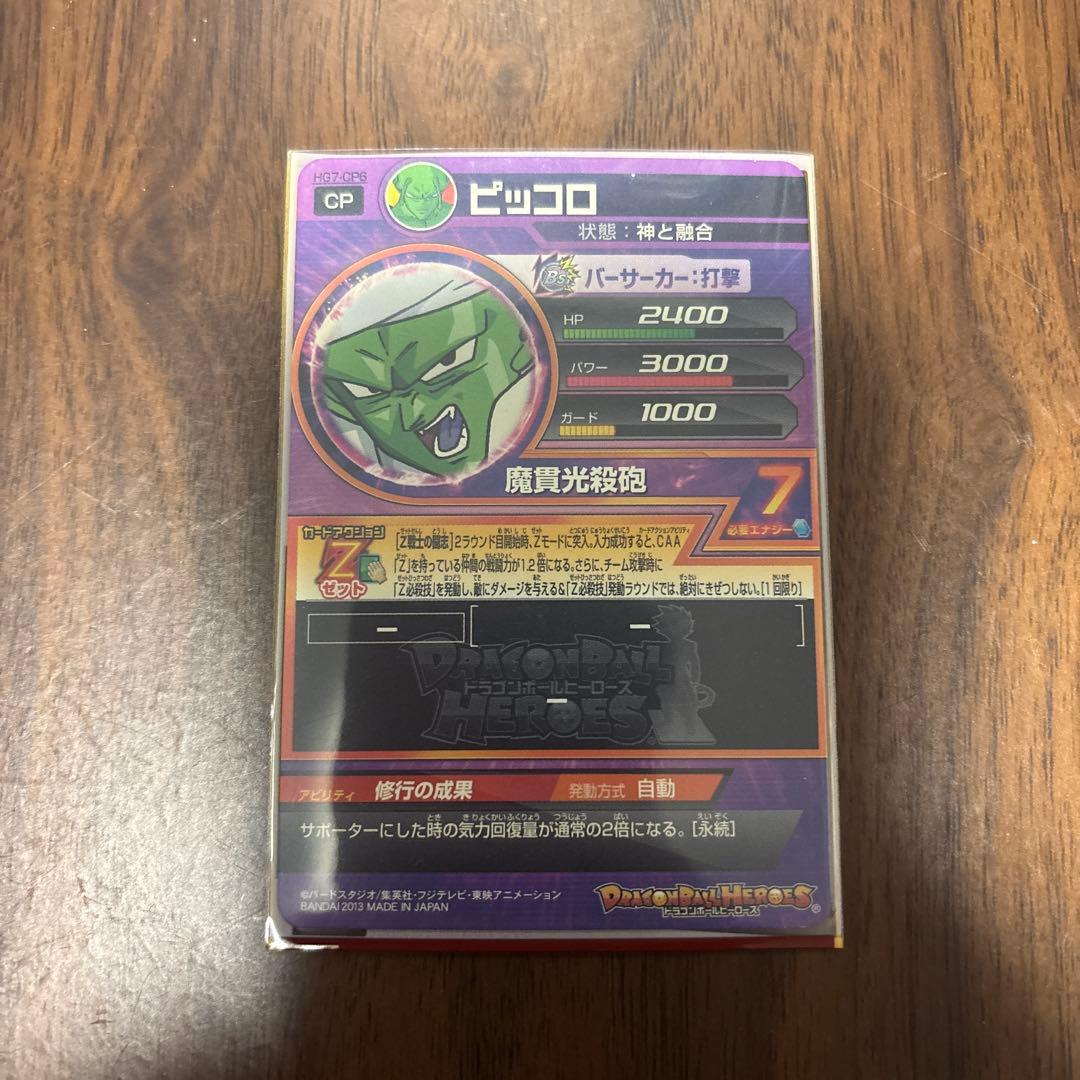 HG7-CP6
CP
ピッコロ
状態：神と融合
BS
バーサーカー：打撃
HP 2400
パワー 3000
ガード 1000
魔貫光殺砲
7
必要エナジー
カードアクション
Z
ゼット
[Z戦士の闘志]2ラウンド目開始時、Zモードに突入。入力成功すると、CAA
「Z」を持っている仲間の戦闘力が1.2倍になる。さらに、チーム攻撃時に
「Z必殺技」を発動し、敵にダメージを与える&「Z必殺技」発動ラウンドでは、絶対にきぜつしない。[1回限り]
ー
ー
ー
DRAGONBALL
ドラゴンボールヒーローズ
HEROES
アビリティ 修行の成果 発動方式 自動
サポーターにした時の気力回復量が通常の2倍になる。[永続]
©バードスタジオ/集英社・フジテレビ・東映アニメーション
BANDAI 2013 MADE IN JAPAN
DRAGONBALL HEROES®
ドラゴンボールヒーローズ